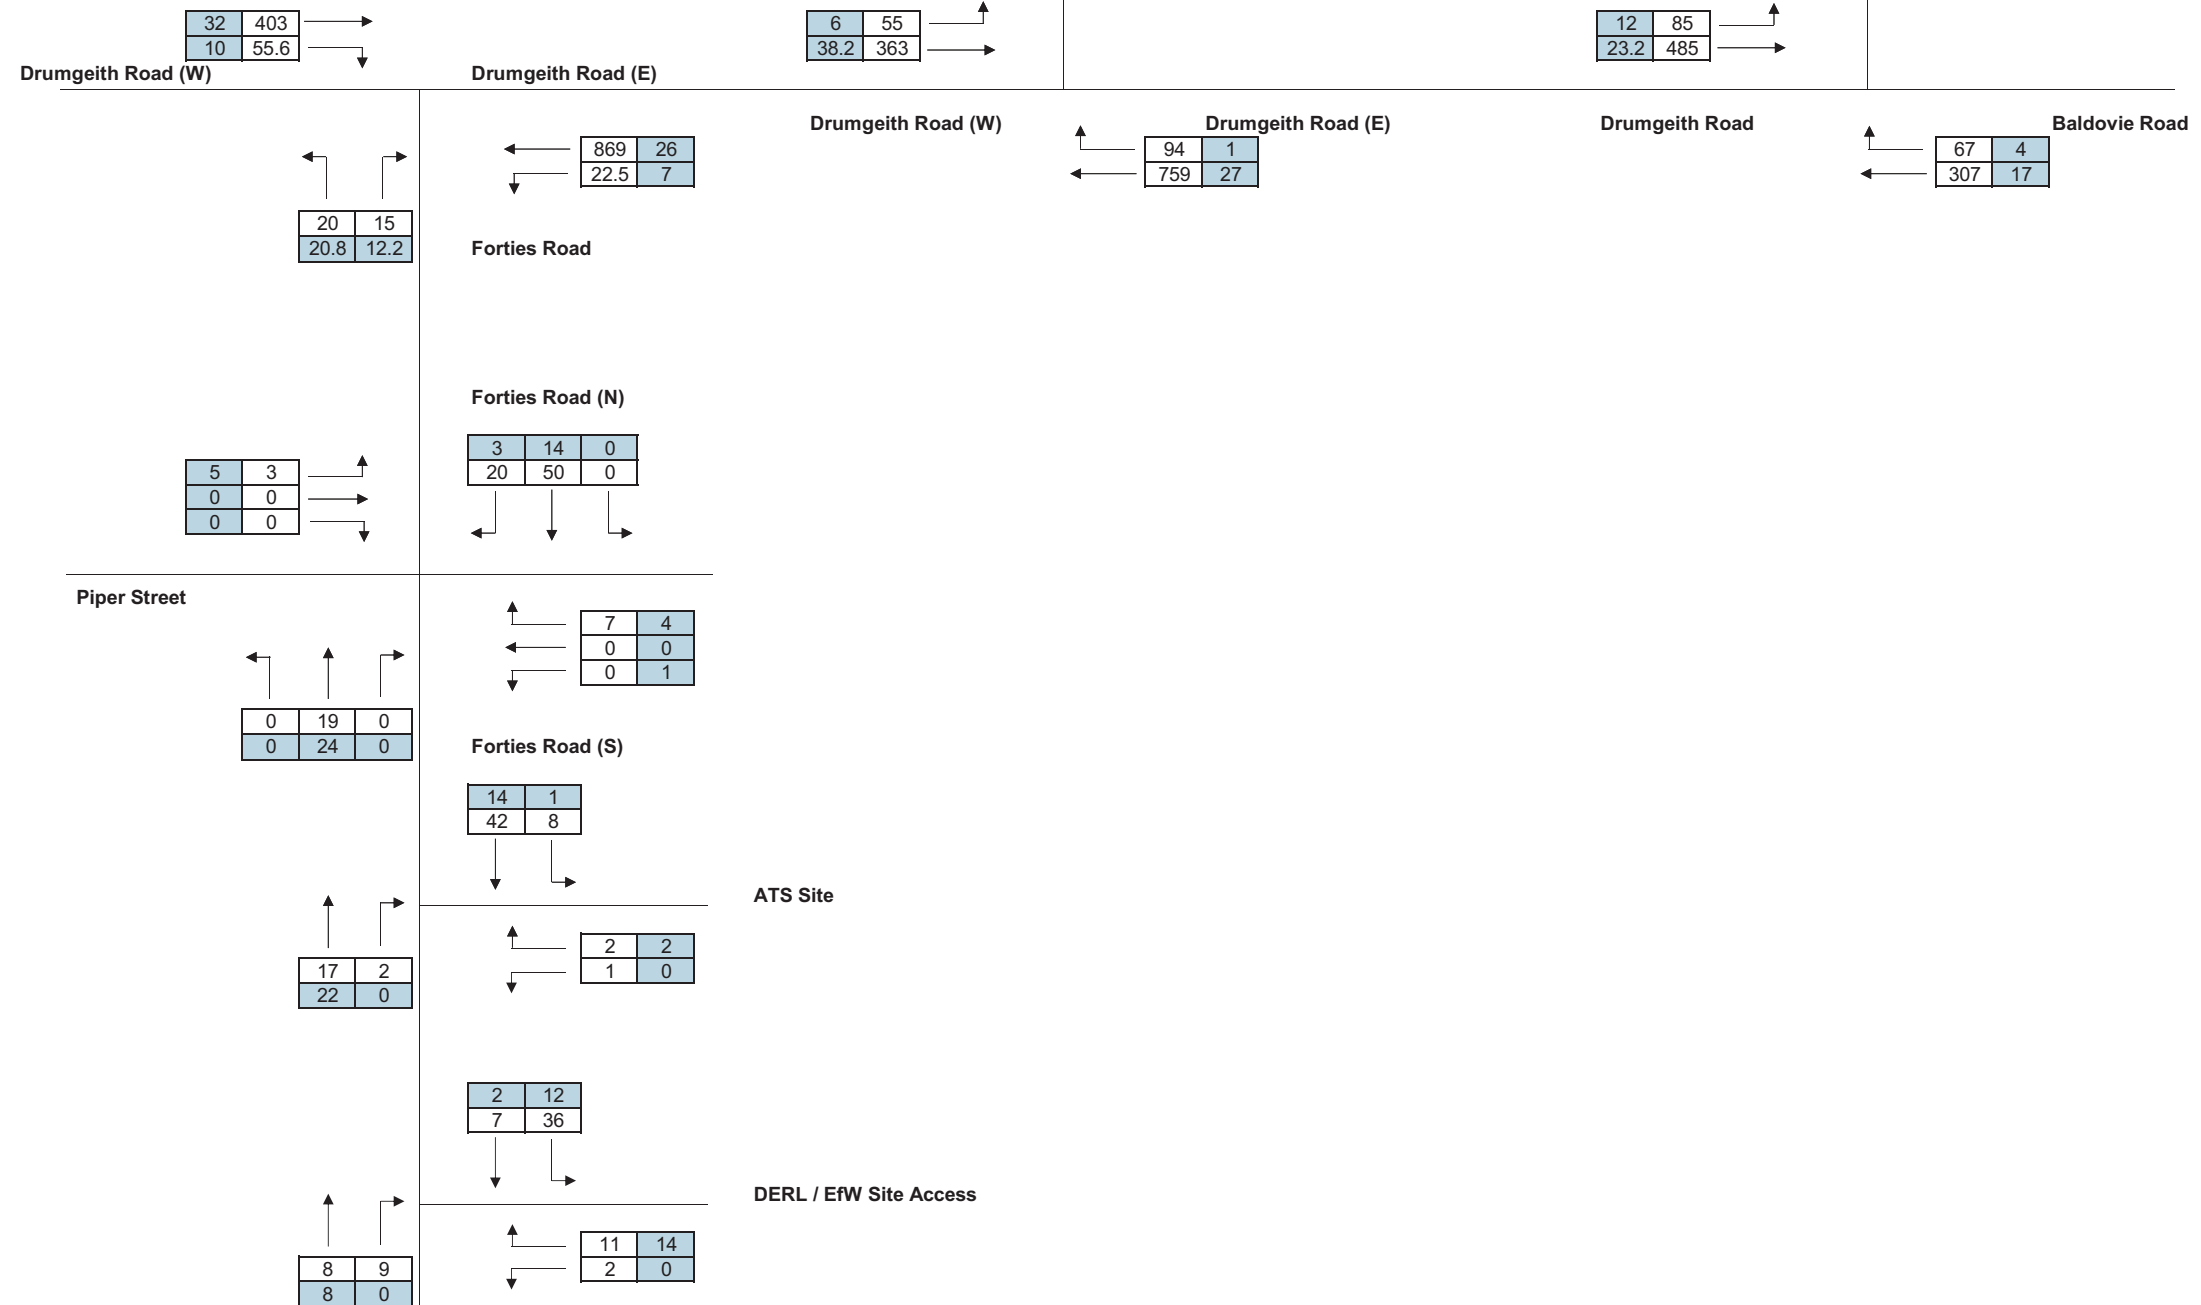 32 403 6 55 12 85
10 55.6 38.2 363 23.2 485
Drumgeith Road (W) Drumgeith Road (E)
Drumgeith Road (W) Drumgeith Road (E) Drumgeith Road Baldovie Road
869 26 94 1 67 4
22.5 7 759 27 307 17
20 15
20.8 12.2 Forties Road
Forties Road (N)
3 14 0
5 3 20 50 0
0 0
0 0
Piper Street
7 4
0 0
0 1
0 19 0
0 24 0 Forties Road (S)
14 1
42 8
ATS Site
2 2
17 2 1 0
22 0
2 12
7 36
DERL / EfW Site Access
11 14
8 9 2 0
8 0